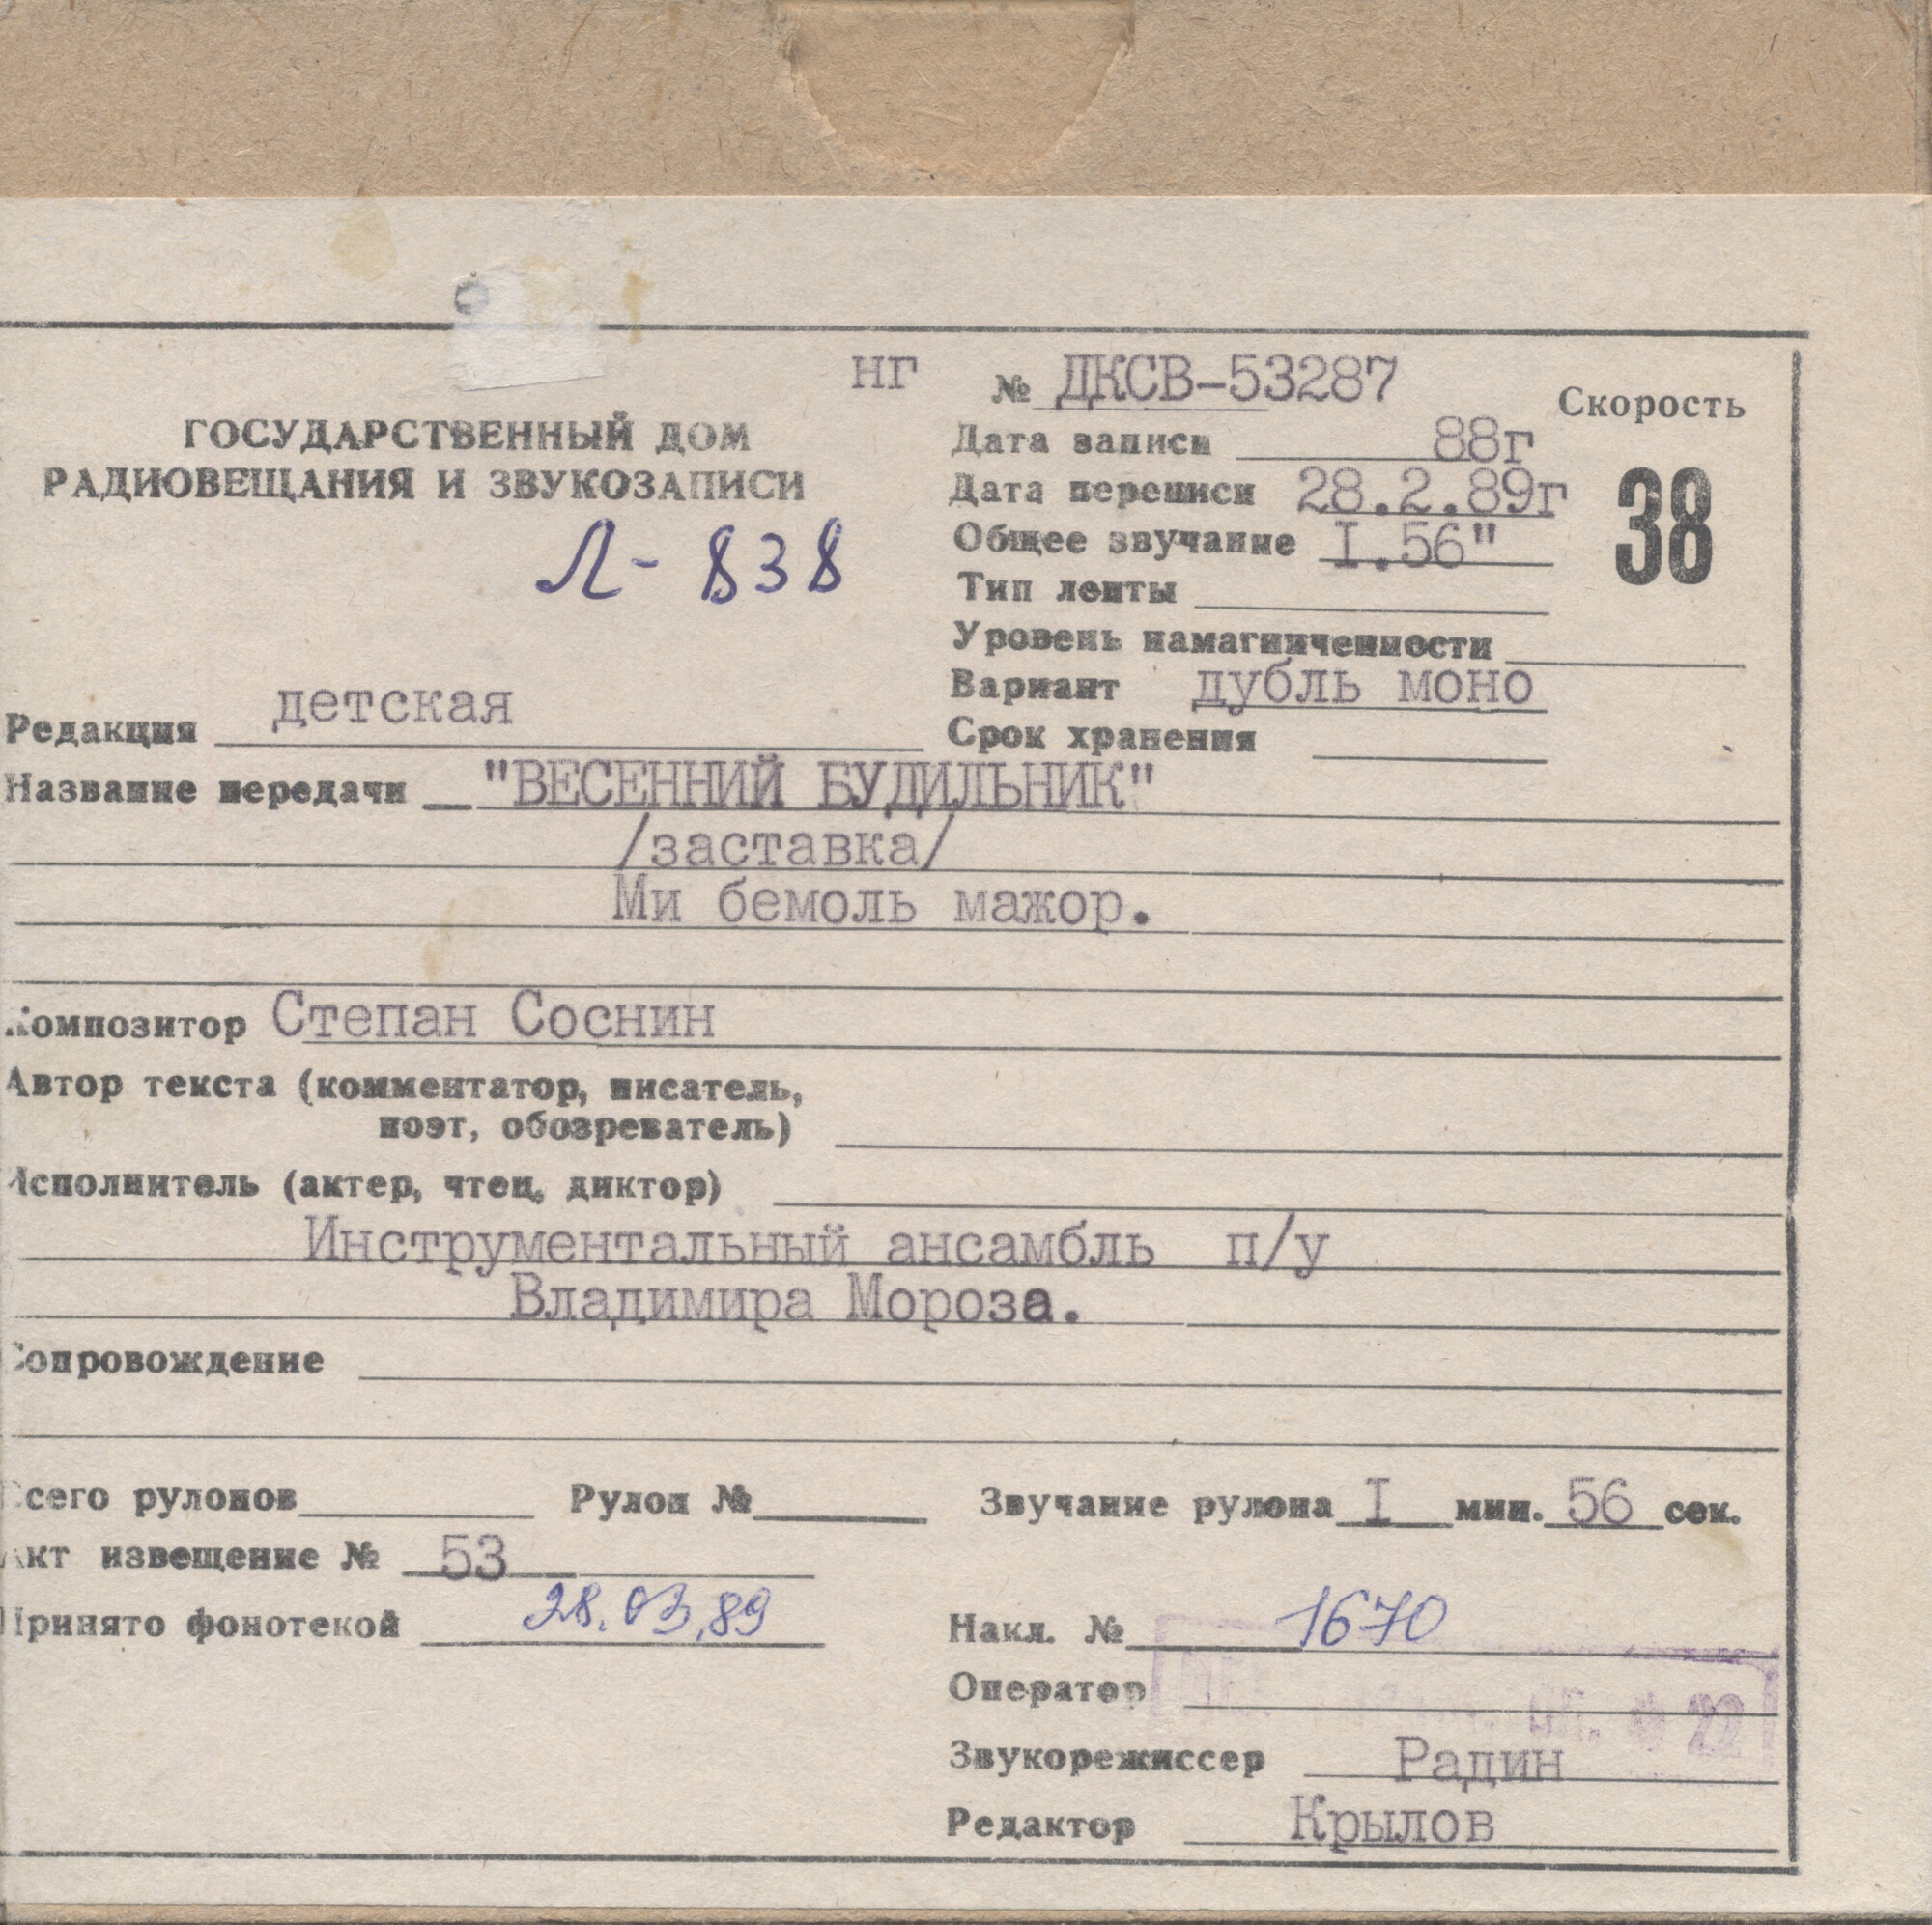 нг № ДКСВ-53287
Скорость
ГОСУДАРСТВЕННЫЙ ДОМ
РАДИОВЕЩАНИЯ И ЗВУКОЗАПИСИ
Л-838
Дата записи 88г
Дата переписи 28.2.89г
38
Общее звучание I.56"
Тип ленты
Уровень намагниченности
Вариант дубль моно
Срок хранения
Редакция детская
Название передачи "ВЕСЕННИЙ БУДИЛЬНИК"
/заставка/
Ми бемоль мажор.
Композитор Степан Соснин
Автор текста (комментатор, писатель,
поэт, обозреватель)
Исполнитель (актер, чтец, диктор)
Инструментальный ансамбль п/у
Владимира Мороза.
Сопровождение
Всего рулонов Рулон № Звучание рулона I мин. 56 сек.
Акт извещение № 53
Принято фонотекой 28.03.89
Накл. № 1670
Оператор
22
Звукорежиссер Радин
Редактор Крылов